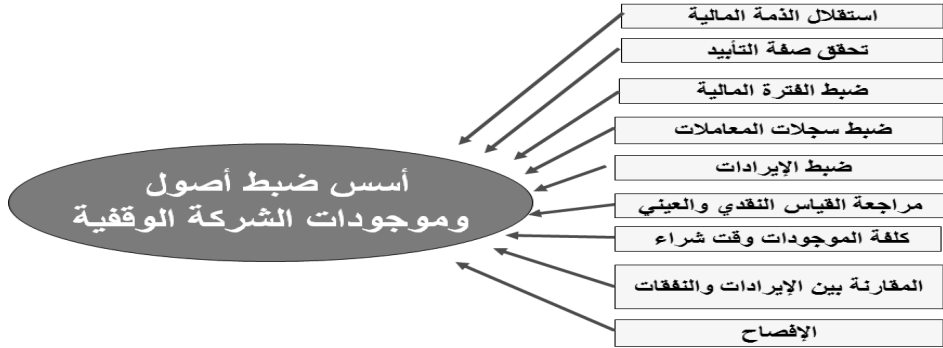 استقلال الذمة المالية
تحقق صفة التأبيد
ضبط الفترة المالية
ضبط سجلات المعاملات
ضبط الإيرادات
مراجعة القياس النقدي والعيني
كلفة الموجودات وقت شراء
المقارنة بين الإيرادات والنفقات
الإفصاح
أسس ضبط أصول
وموجودات الشركة الوقفية